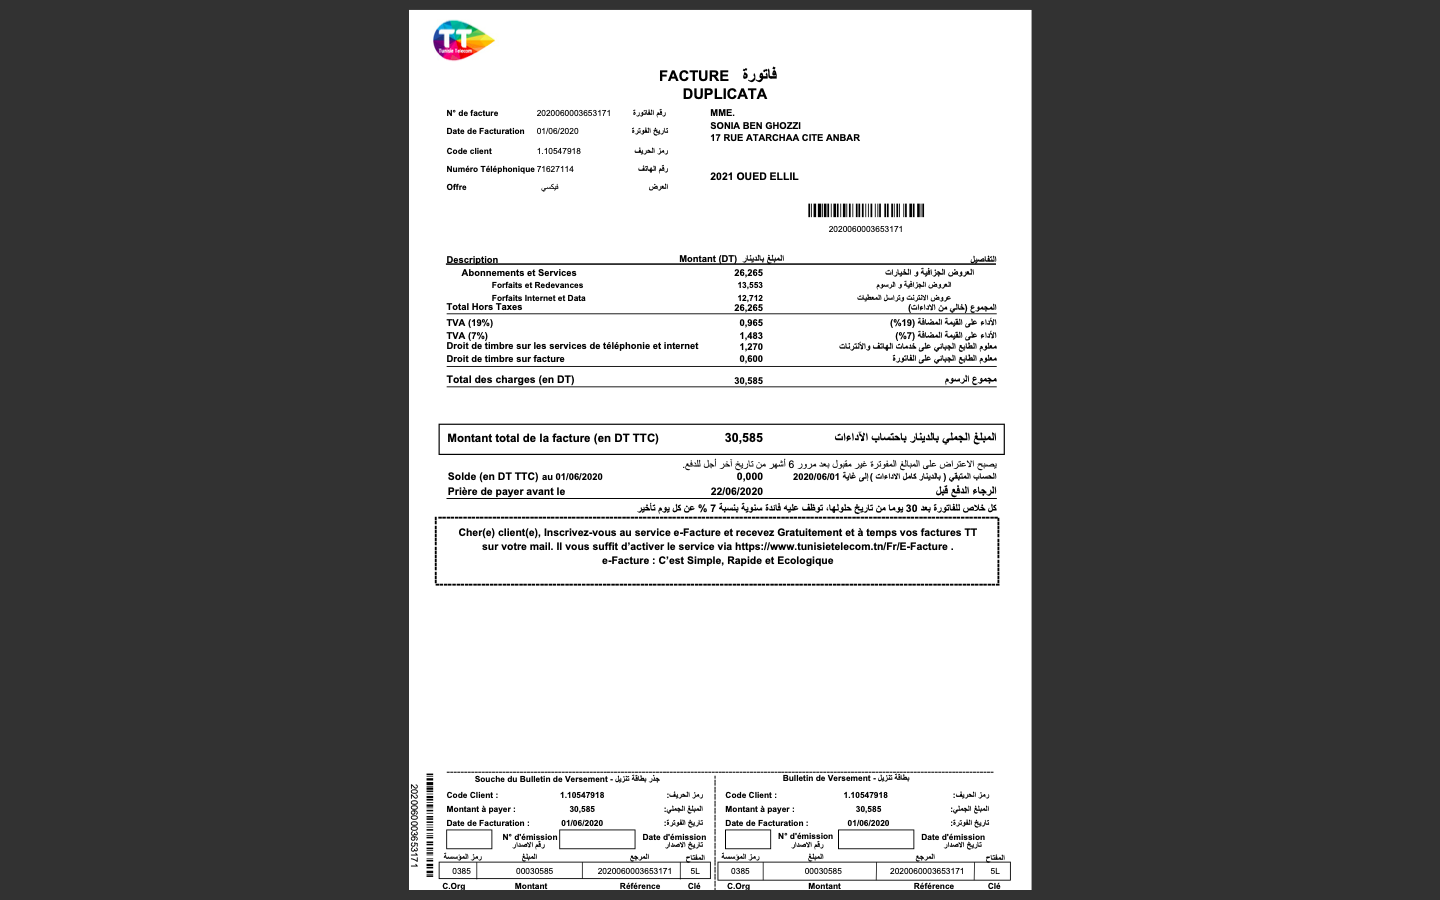 TT
Tunisie Telecom
FACTURE فاتورة
DUPLICATA
N° de facture 2020060003653171 رقم الفاتورة
Date de Facturation 01/06/2020 تاريخ الفوترة
Code client 1.10547918 رمز الحريف
Numéro Téléphonique 71627114 رقم الهاتف
Offre فيكسي العرض
MME.
SONIA BEN GHOZZI
17 RUE ATARCHAA CITE ANBAR
2021 OUED ELLIL
2020060003653171
Description Montant (DT) المبلغ بالدينار التفاصيل
Abonnements et Services 26,265 العروض الجزافية و الخيارات
Forfaits et Redevances 13,553 العروض الجزافية و الرسوم
Forfaits Internet et Data 12,712 عروض الانترنت وتراسل المعطيات
Total Hors Taxes 26,265 المجموع (خالي من الاداءات)
TVA (19%) 0,965 الأداء على القيمة المضافة (19%)
TVA (7%) 1,483 الأداء على القيمة المضافة (7%)
Droit de timbre sur les services de téléphonie et internet 1,270 معلوم الطابع الجبائي على خدمات الهاتف والأنترنات
Droit de timbre sur facture 0,600 معلوم الطابع الجبائي على الفاتورة
Total des charges (en DT) 30,585 مجموع الرسوم
Montant total de la facture (en DT TTC) 30,585 المبلغ الجملي بالدينار باحتساب الآداءات
يصبح الاعتراض على المبالغ المفوترة غير مقبول بعد مرور 6 أشهر من تاريخ آخر أجل للدفع.
Solde (en DT TTC) au 01/06/2020 0,000 الحساب المتبقي ( بالدينار كامل الاداءات ) إلى غاية 2020/06/01
Prière de payer avant le 22/06/2020 الرجاء الدفع قبل
كل خلاص للفاتورة بعد 30 يوما من تاريخ حلولها، توظف عليه فائدة سنوية بنسبة 7 % عن كل يوم تأخير
Cher(e) client(e), Inscrivez-vous au service e-Facture et recevez Gratuitement et à temps vos factures TT
sur votre mail. Il vous suffit d'activer le service via https://www.tunisietelecom.tn/Fr/E-Facture .
e-Facture : C'est Simple, Rapide et Ecologique
2020060003653171
Souche du Bulletin de Versement - جذر بطاقة تنزيل
Code Client : 1.10547918 رمز الحريف:
Montant à payer : 30,585 المبلغ الجملي:
Date de Facturation : 01/06/2020 تاريخ الفوترة:
N° d'émission Date d'émission
رقم الاصدار تاريخ الاصدار
رمز المؤسسة المبلغ المرجع المفتاح
0385 00030585 2020060003653171 5L
C.Org Montant Référence Clé
Bulletin de Versement - بطاقة تنزيل
Code Client : 1.10547918 رمز الحريف:
Montant à payer : 30,585 المبلغ الجملي:
Date de Facturation : 01/06/2020 تاريخ الفوترة:
N° d'émission Date d'émission
رقم الاصدار تاريخ الاصدار
رمز المؤسسة المبلغ المرجع المفتاح
0385 00030585 2020060003653171 5L
C.Org Montant Référence Clé